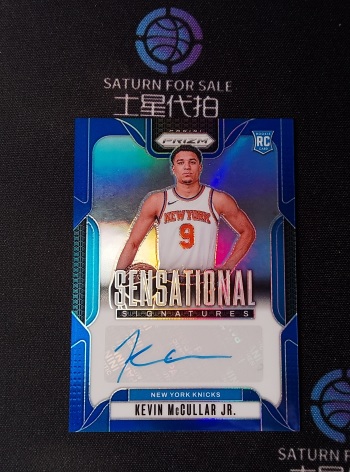 SATURN FOR SALE
土星代拍
PANINI
PRIZM
RC
NEW YORK
9
SENSATIONAL
SIGNATURES
NEW YORK KNICKS
KEVIN McCULLAR JR.
SATURN FOR